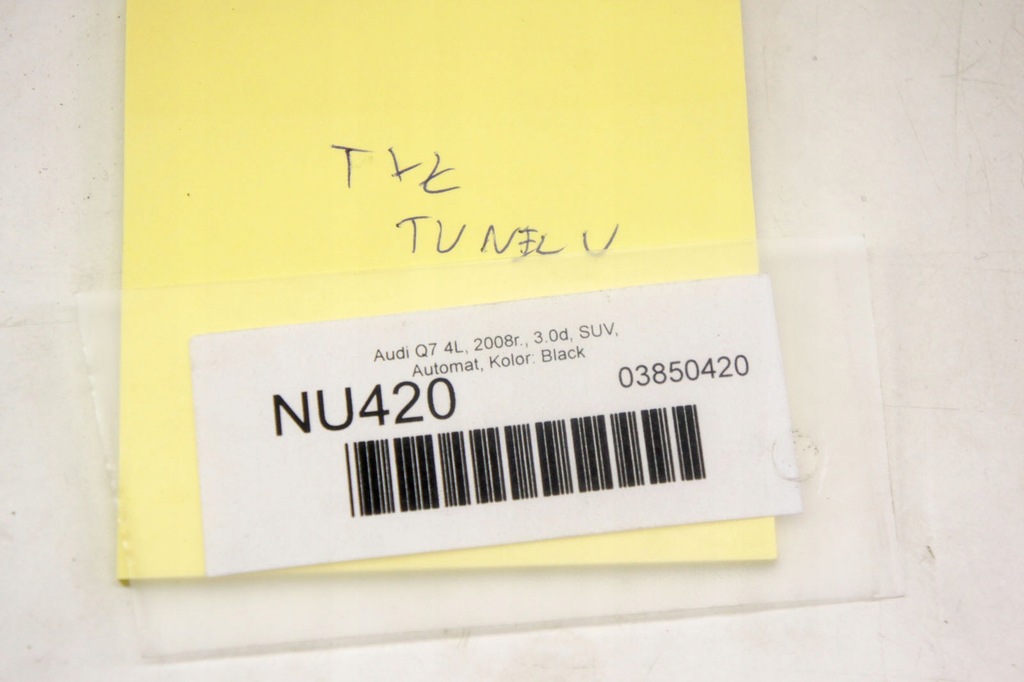 TYŁ
TUNELU
Audi Q7 4L, 2008r., 3.0d, SUV,
Automat, Kolor: Black
NU420
03850420